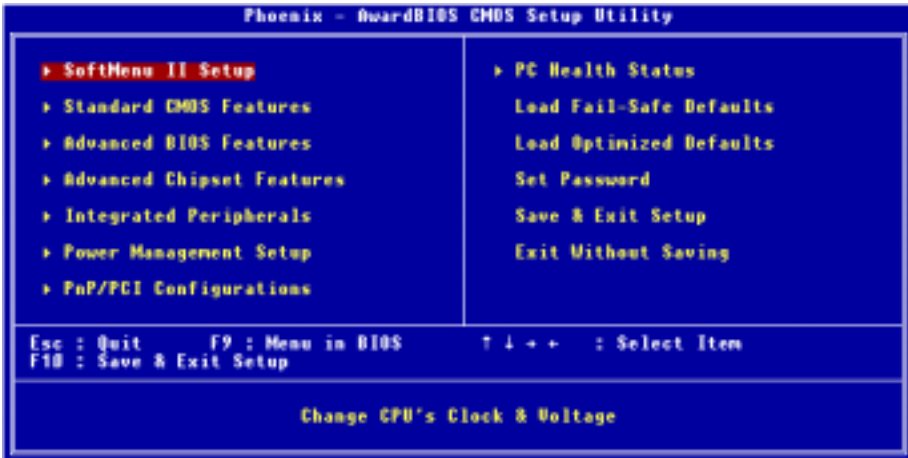 Phoenix - AwardBIOS CMOS Setup Utility
▸ SoftMenu II Setup
▸ Standard CMOS Features
▸ Advanced BIOS Features
▸ Advanced Chipset Features
▸ Integrated Peripherals
▸ Power Management Setup
▸ PnP/PCI Configurations
▸ PC Health Status
Load Fail-Safe Defaults
Load Optimized Defaults
Set Password
Save & Exit Setup
Exit Without Saving
Esc : Quit F9 : Menu in BIOS ↑ ↓ → ← : Select Item
F10 : Save & Exit Setup
Change CPU's Clock & Voltage